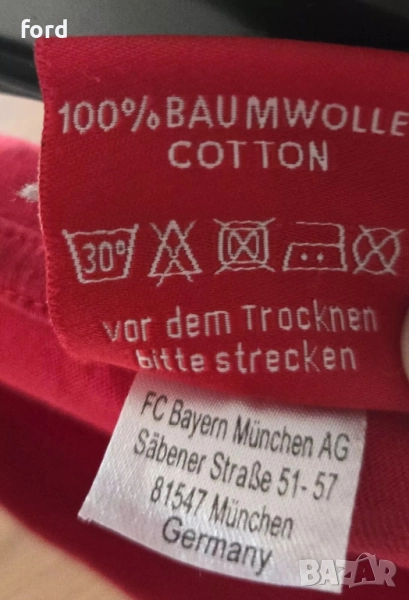 ford
100% BAUMWOLLE
COTTON
30°
vor dem Trocknen
bitte strecken
FC Bayern München AG
Säbener Straße 51-57
81547 München
Germany
BAZAR